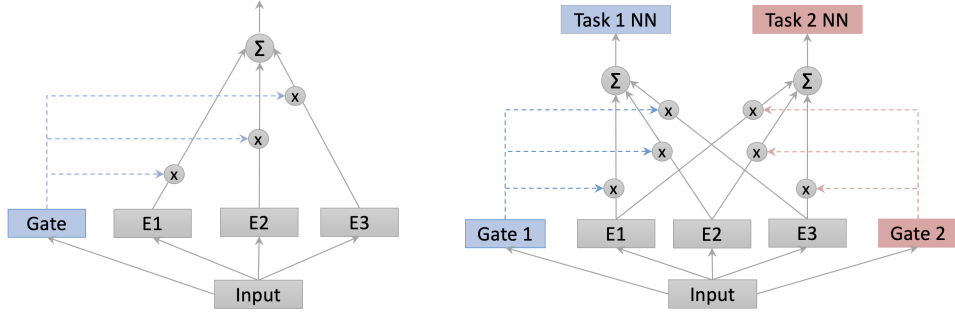 Σ
x
x
x
Gate
E1
E2
E3
Input
Task 1 NN
Task 2 NN
Σ
Σ
x
x
x
x
x
x
Gate 1
E1
E2
E3
Gate 2
Input